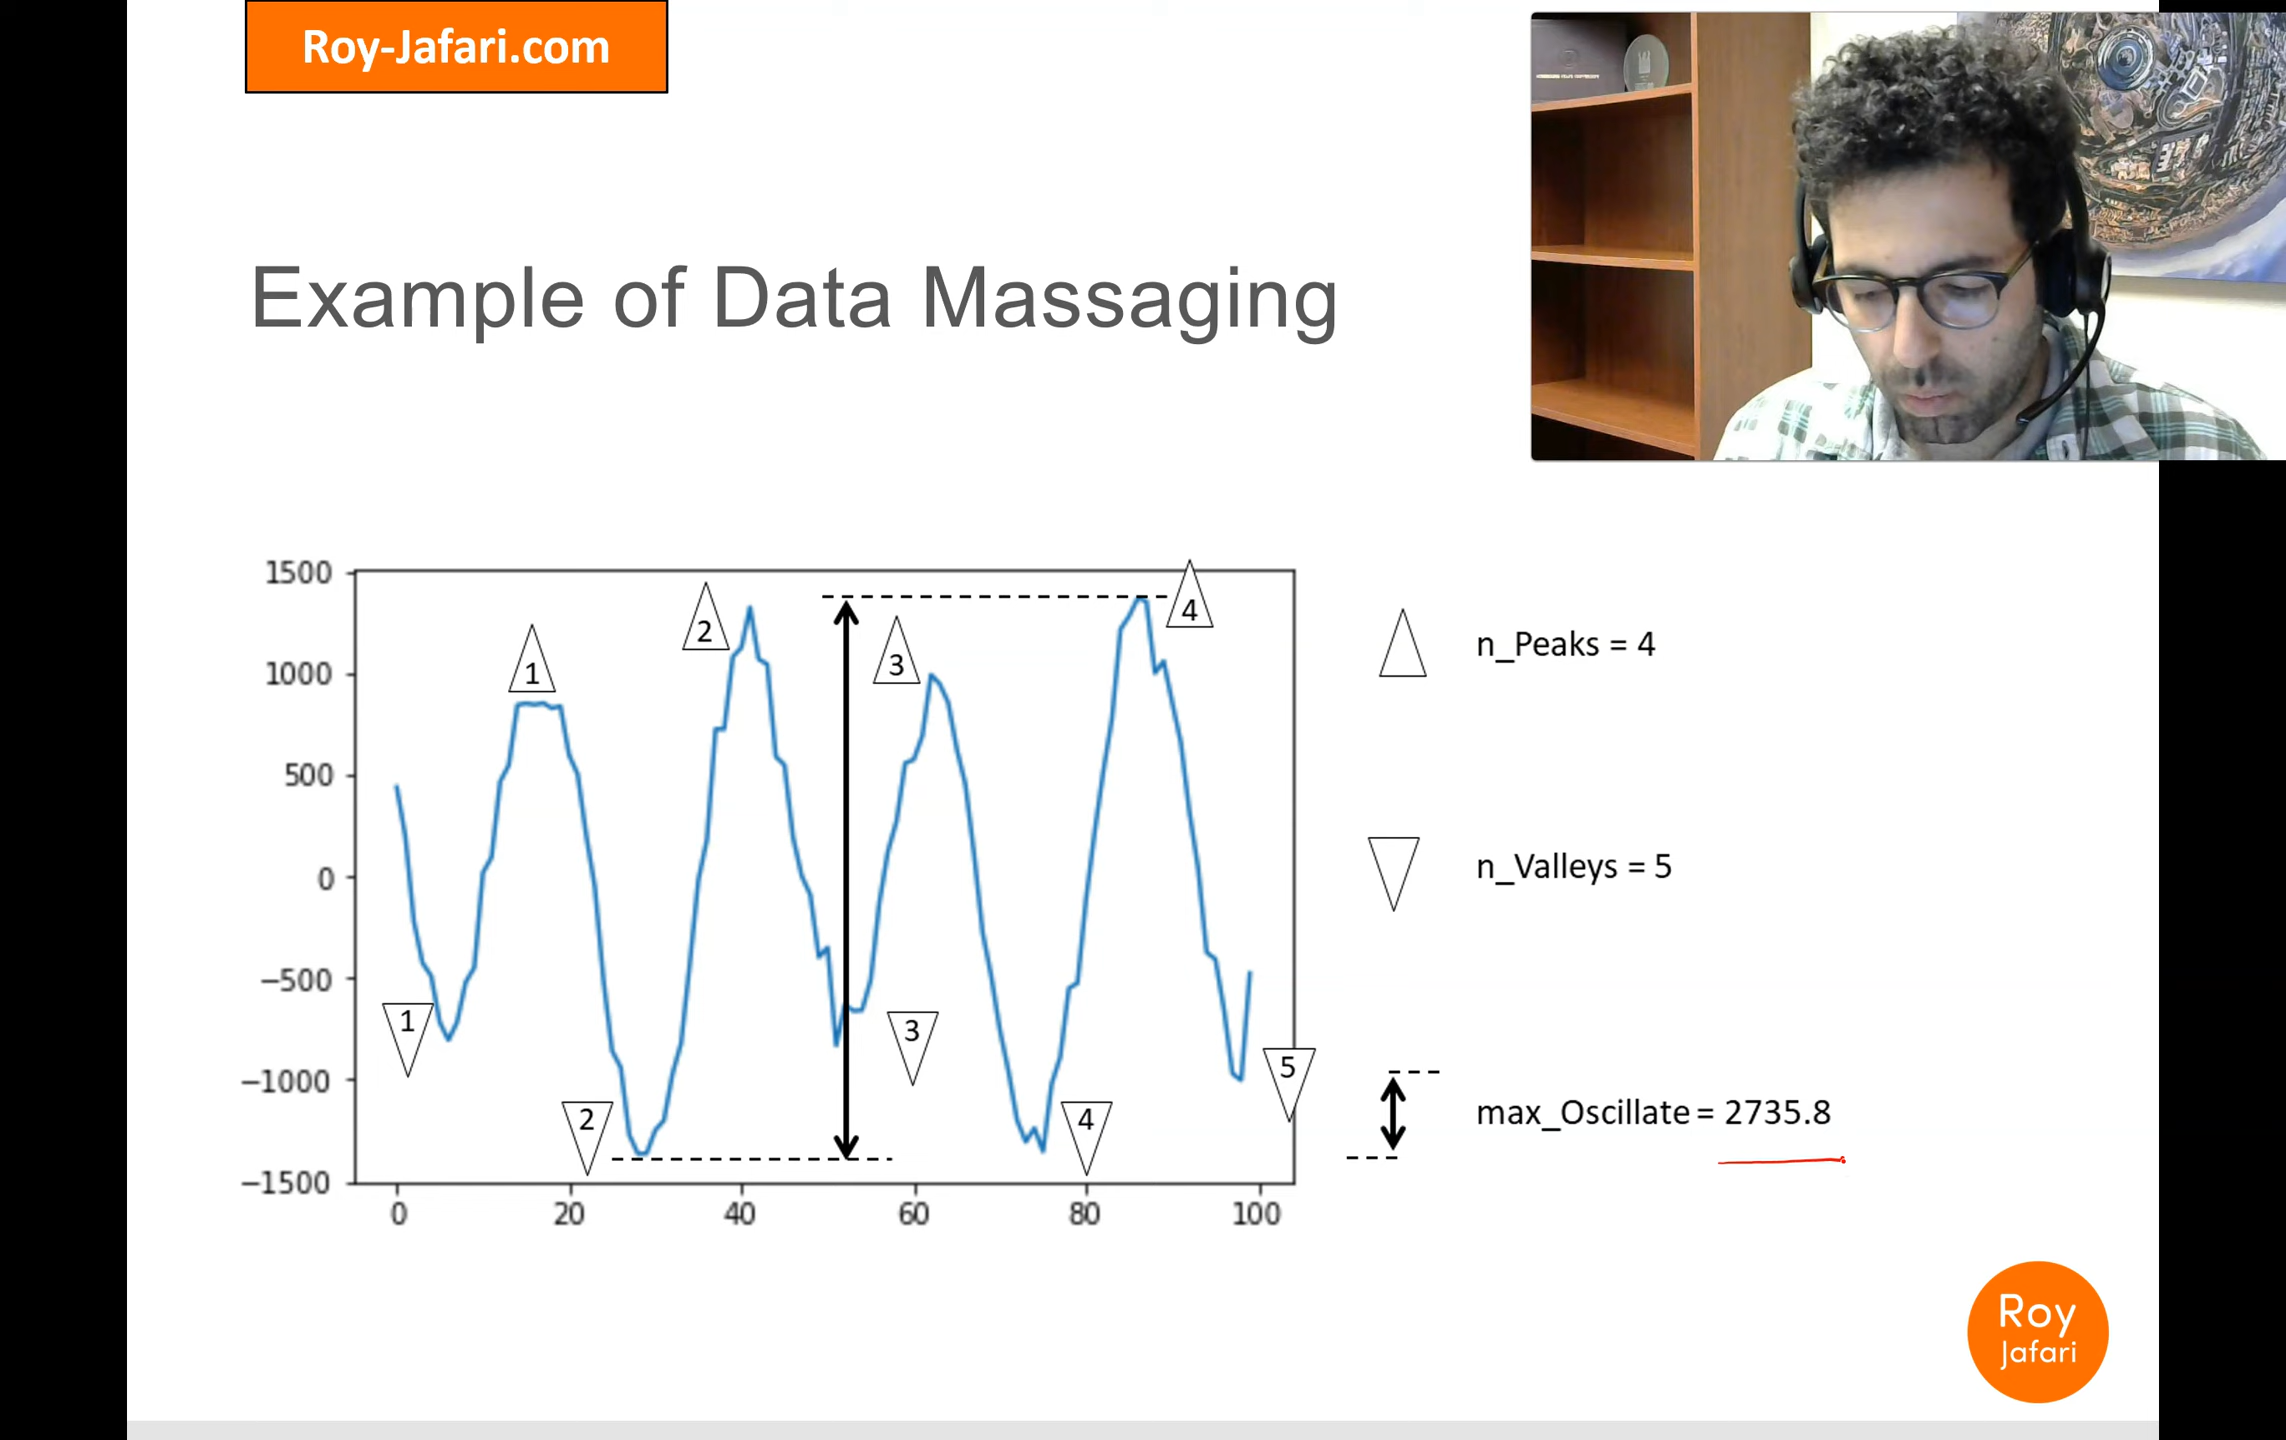 Roy-Jafari.com
Example of Data Massaging
1500
1000
500
0
−500
−1000
−1500
0 20 40 60 80 100
1
2
3
4
1
2
3
4
5
n_Peaks = 4
n_Valleys = 5
max_Oscillate = 2735.8
Roy
Jafari